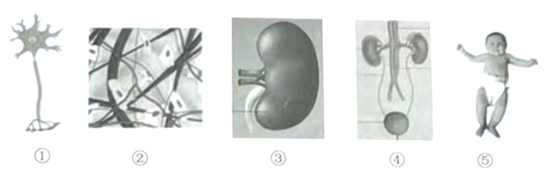 ① ② ③ ④ ⑤